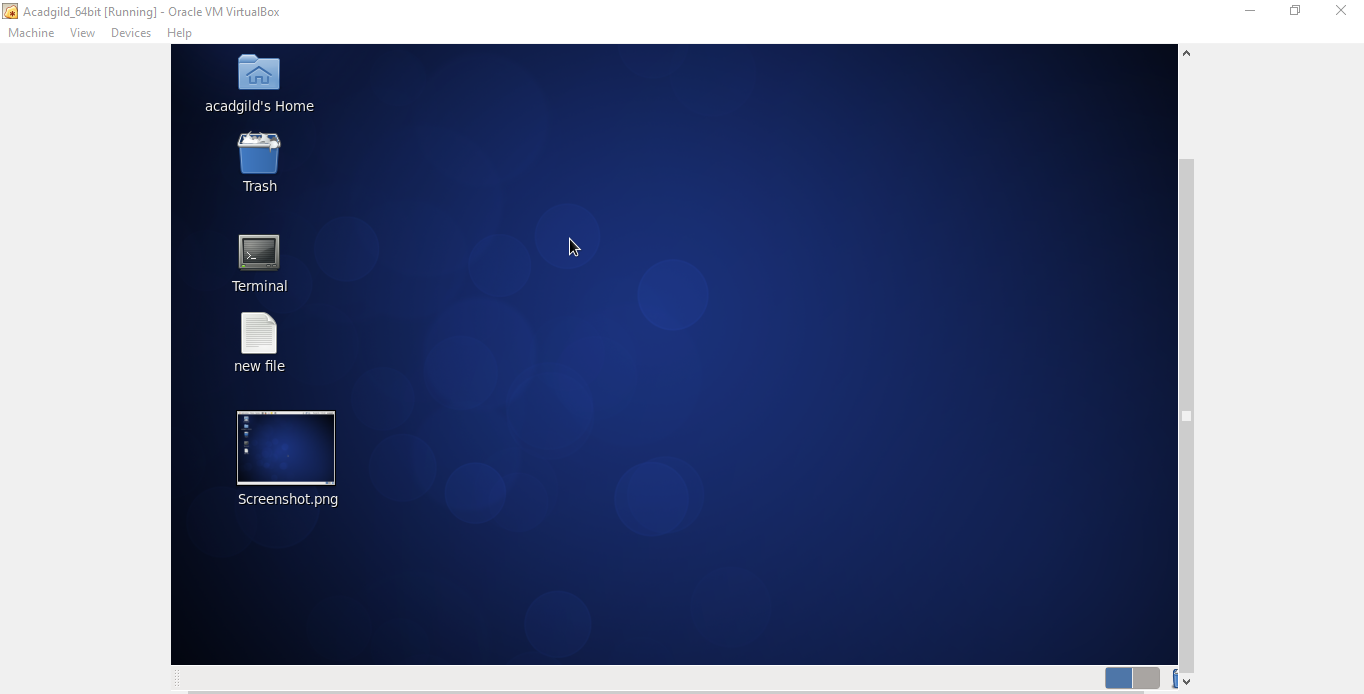 Acadgild_64bit [Running] - Oracle VM VirtualBox
Machine View Devices Help
acadgild's Home
Trash
Terminal
new file
Screenshot.png